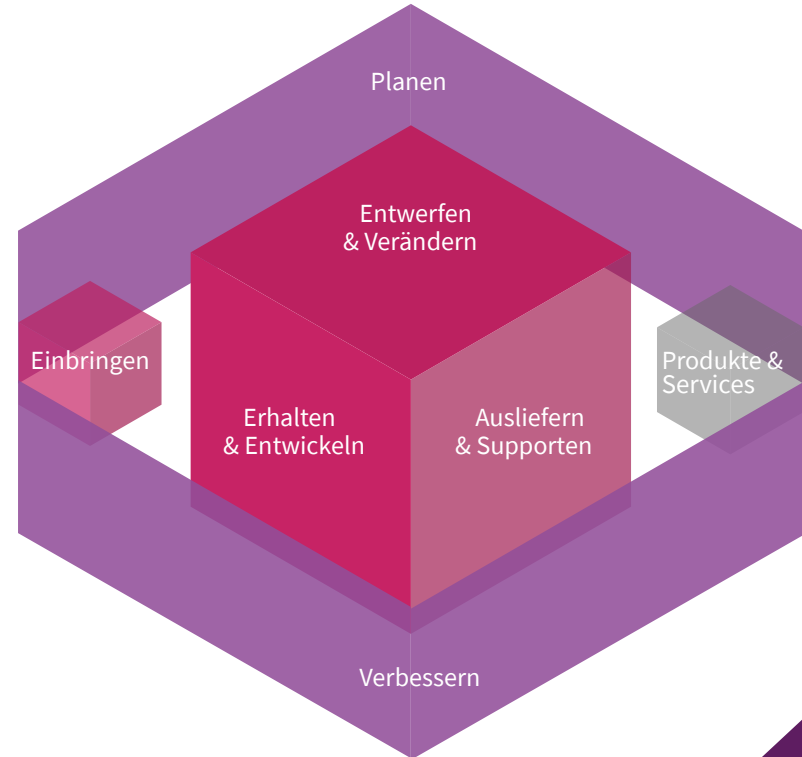 Planen
Entwerfen
& Verändern
Einbringen
Produkte &
Services
Erhalten
& Entwickeln
Ausliefern
& Supporten
Verbessern